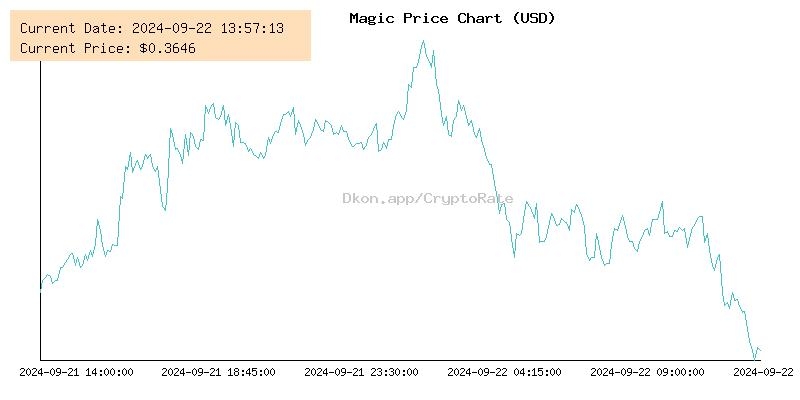 Magic Price Chart (USD)
Current Date: 2024-09-22 13:57:13
Current Price: $0.3646
Dkon.app/CryptoRate
2024-09-21 14:00:00 2024-09-21 18:45:00 2024-09-21 23:30:00 2024-09-22 04:15:00 2024-09-22 09:00:00 2024-09-22